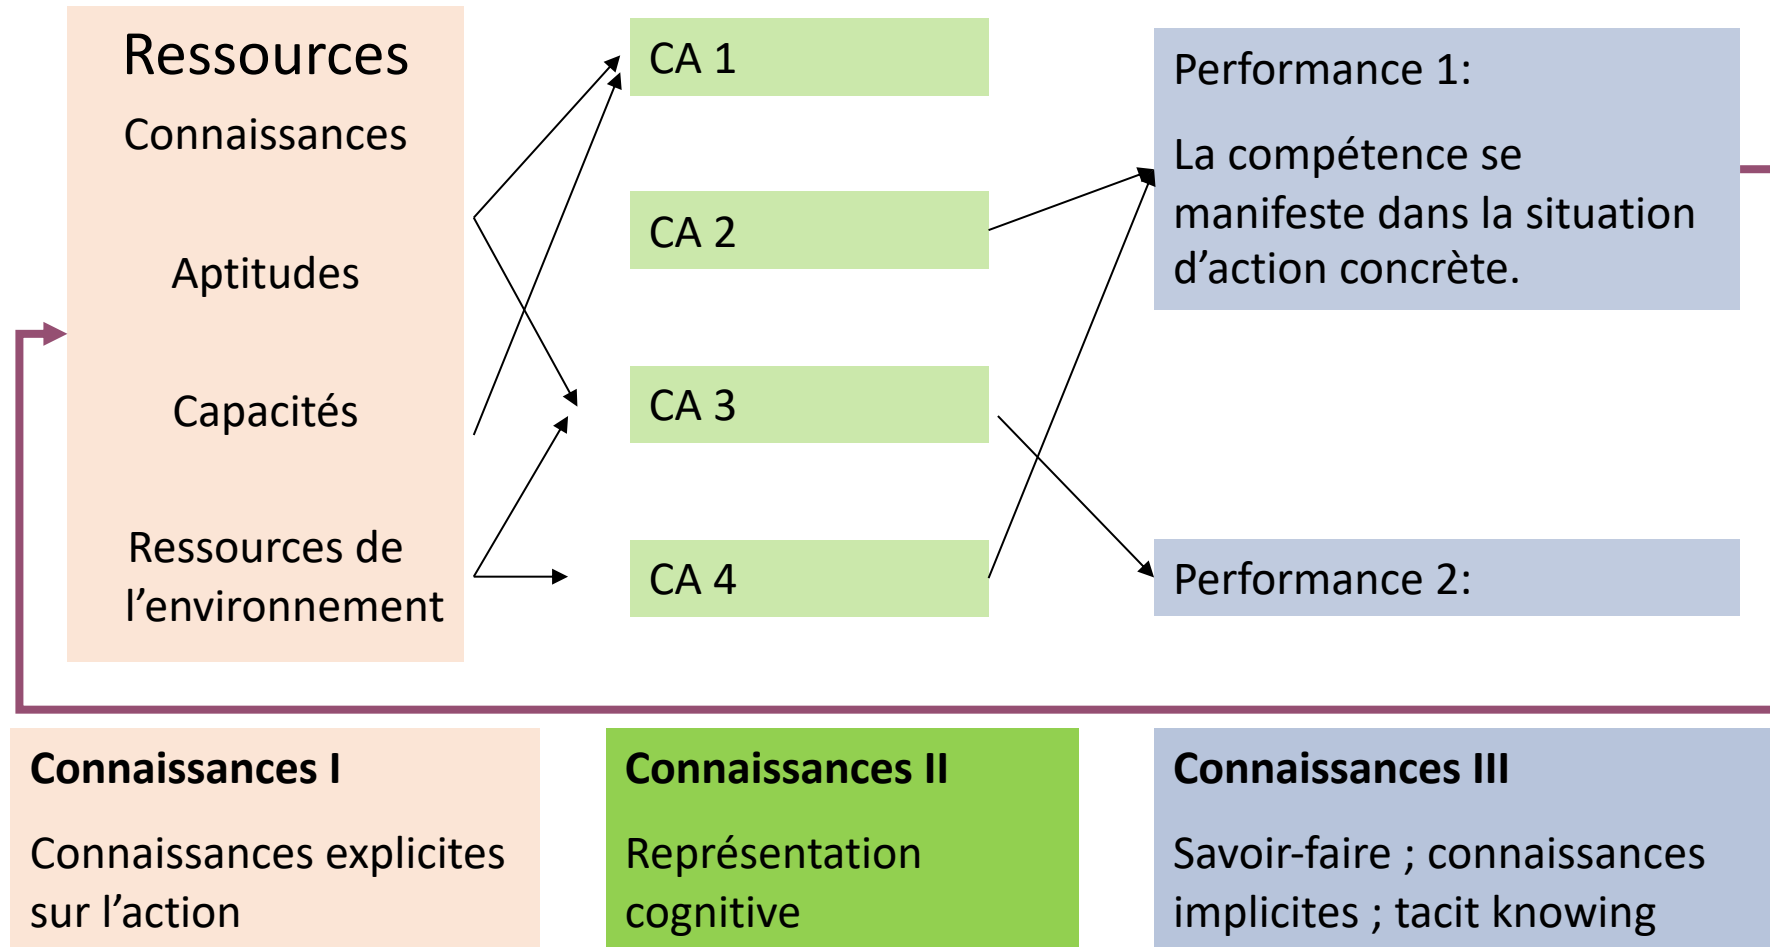 Ressources
Connaissances
Aptitudes
Capacités
Ressources de
l’environnement
CA 1
CA 2
CA 3
CA 4
Performance 1:
La compétence se
manifeste dans la situation
d’action concrète.
Performance 2:
Connaissances I
Connaissances explicites
sur l’action
Connaissances II
Représentation
cognitive
Connaissances III
Savoir-faire ; connaissances
implicites ; tacit knowing